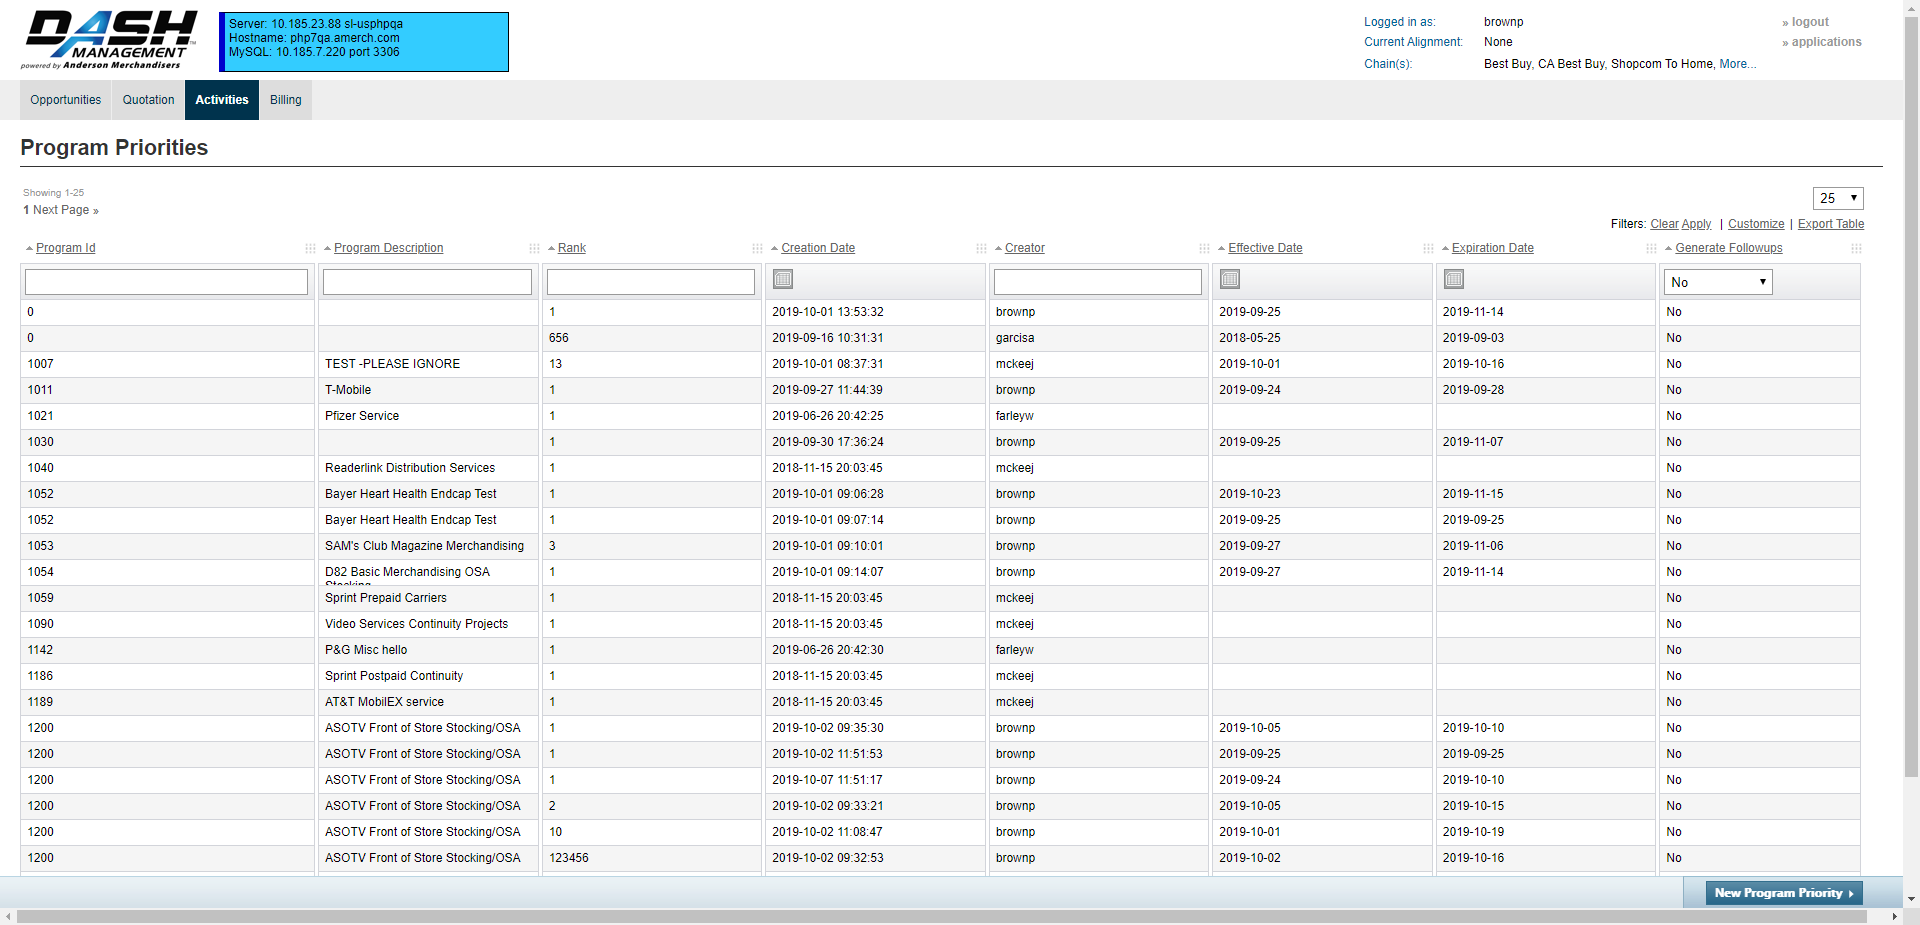 DASH
MANAGEMENT
powered by Anderson Merchandisers
Server: 10.185.23.88 sl-usphpqa
Hostname: php7qa.amerch.com
MySQL: 10.185.7.220 port 3306
Logged in as: brownp
Current Alignment: None
Chain(s): Best Buy, CA Best Buy, Shopcom To Home, More...
» logout
» applications
Opportunities Quotation Activities Billing
Program Priorities
Showing 1-25
1 Next Page »
25
Filters: Clear Apply | Customize | Export Table
Program Id Program Description Rank Creation Date Creator Effective Date Expiration Date Generate Followups
No
0 1 2019-10-01 13:53:32 brownp 2019-09-25 2019-11-14 No
0 656 2019-09-16 10:31:31 garcisa 2018-05-25 2019-09-03 No
1007 TEST -PLEASE IGNORE 13 2019-10-01 08:37:31 mckeej 2019-10-01 2019-10-16 No
1011 T-Mobile 1 2019-09-27 11:44:39 brownp 2019-09-24 2019-09-28 No
1021 Pfizer Service 1 2019-06-26 20:42:25 farleyw No
1030 1 2019-09-30 17:36:24 brownp 2019-09-25 2019-11-07 No
1040 Readerlink Distribution Services 1 2018-11-15 20:03:45 mckeej No
1052 Bayer Heart Health Endcap Test 1 2019-10-01 09:06:28 brownp 2019-10-23 2019-11-15 No
1052 Bayer Heart Health Endcap Test 1 2019-10-01 09:07:14 brownp 2019-09-25 2019-09-25 No
1053 SAM's Club Magazine Merchandising 3 2019-10-01 09:10:01 brownp 2019-09-27 2019-11-06 No
1054 D82 Basic Merchandising OSA Stocking 1 2019-10-01 09:14:07 brownp 2019-09-27 2019-11-14 No
1059 Sprint Prepaid Carriers 1 2018-11-15 20:03:45 mckeej No
1090 Video Services Continuity Projects 1 2018-11-15 20:03:45 mckeej No
1142 P&G Misc hello 1 2019-06-26 20:42:30 farleyw No
1186 Sprint Postpaid Continuity 1 2018-11-15 20:03:45 mckeej No
1189 AT&T MobilEX service 1 2018-11-15 20:03:45 mckeej No
1200 ASOTV Front of Store Stocking/OSA 1 2019-10-02 09:35:30 brownp 2019-10-05 2019-10-10 No
1200 ASOTV Front of Store Stocking/OSA 1 2019-10-02 11:51:53 brownp 2019-09-25 2019-09-25 No
1200 ASOTV Front of Store Stocking/OSA 1 2019-10-07 11:51:17 brownp 2019-09-24 2019-10-10 No
1200 ASOTV Front of Store Stocking/OSA 2 2019-10-02 09:33:21 brownp 2019-10-05 2019-10-15 No
1200 ASOTV Front of Store Stocking/OSA 10 2019-10-02 11:08:47 brownp 2019-10-01 2019-10-19 No
1200 ASOTV Front of Store Stocking/OSA 123456 2019-10-02 09:32:53 brownp 2019-10-02 2019-10-16 No
New Program Priority